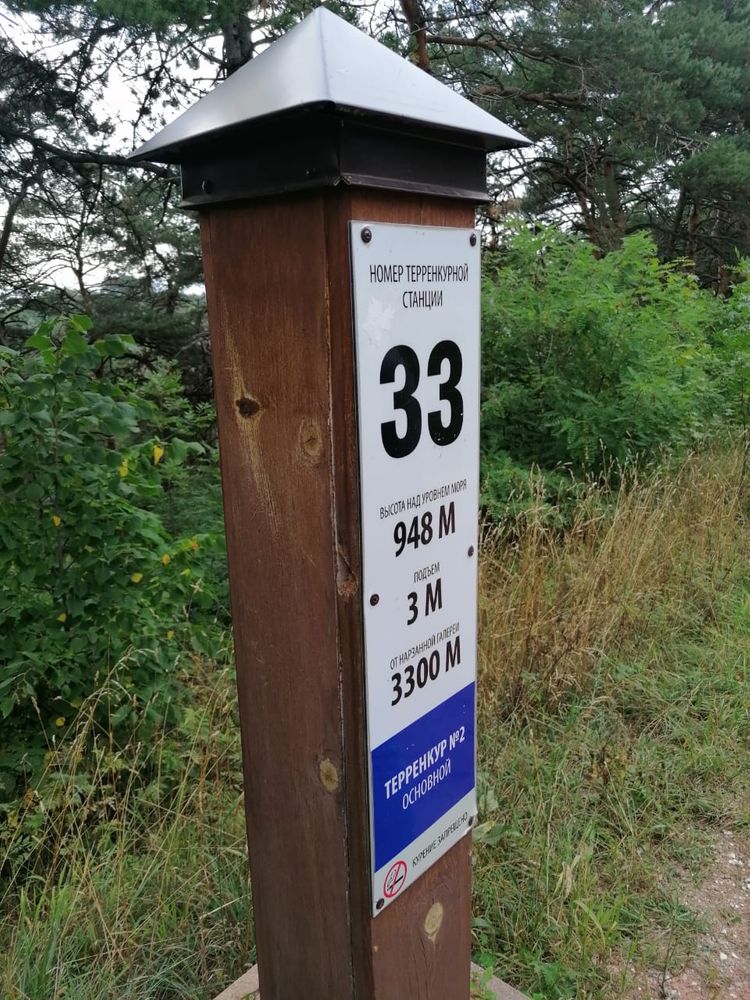 НОМЕР ТЕРРЕНКУРНОЙ
СТАНЦИИ
33
ВЫСОТА НАД УРОВНЕМ МОРЯ
948 М
ПОДЪЕМ
3 М
ОТ НАРЗАННОЙ ГАЛЕРЕИ
3300 М
ТЕРРЕНКУР №2
ОСНОВНОЙ
КУРЕНИЕ ЗАПРЕЩЕНО